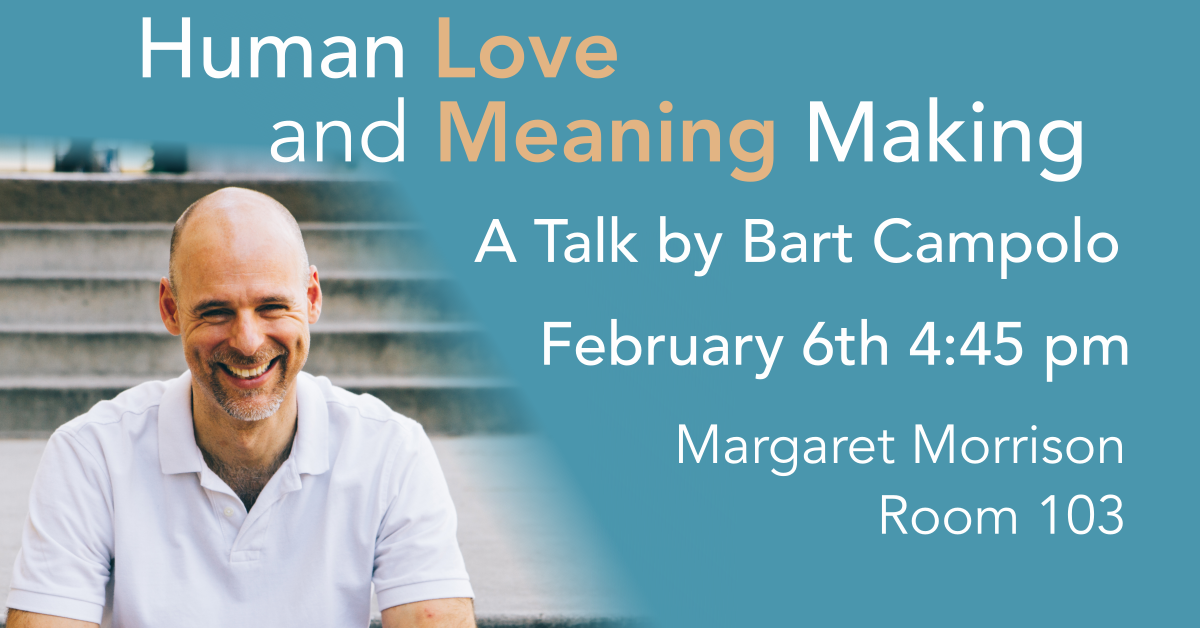 Human Love
and Meaning Making
A Talk by Bart Campolo
February 6th 4:45 pm
Margaret Morrison
Room 103